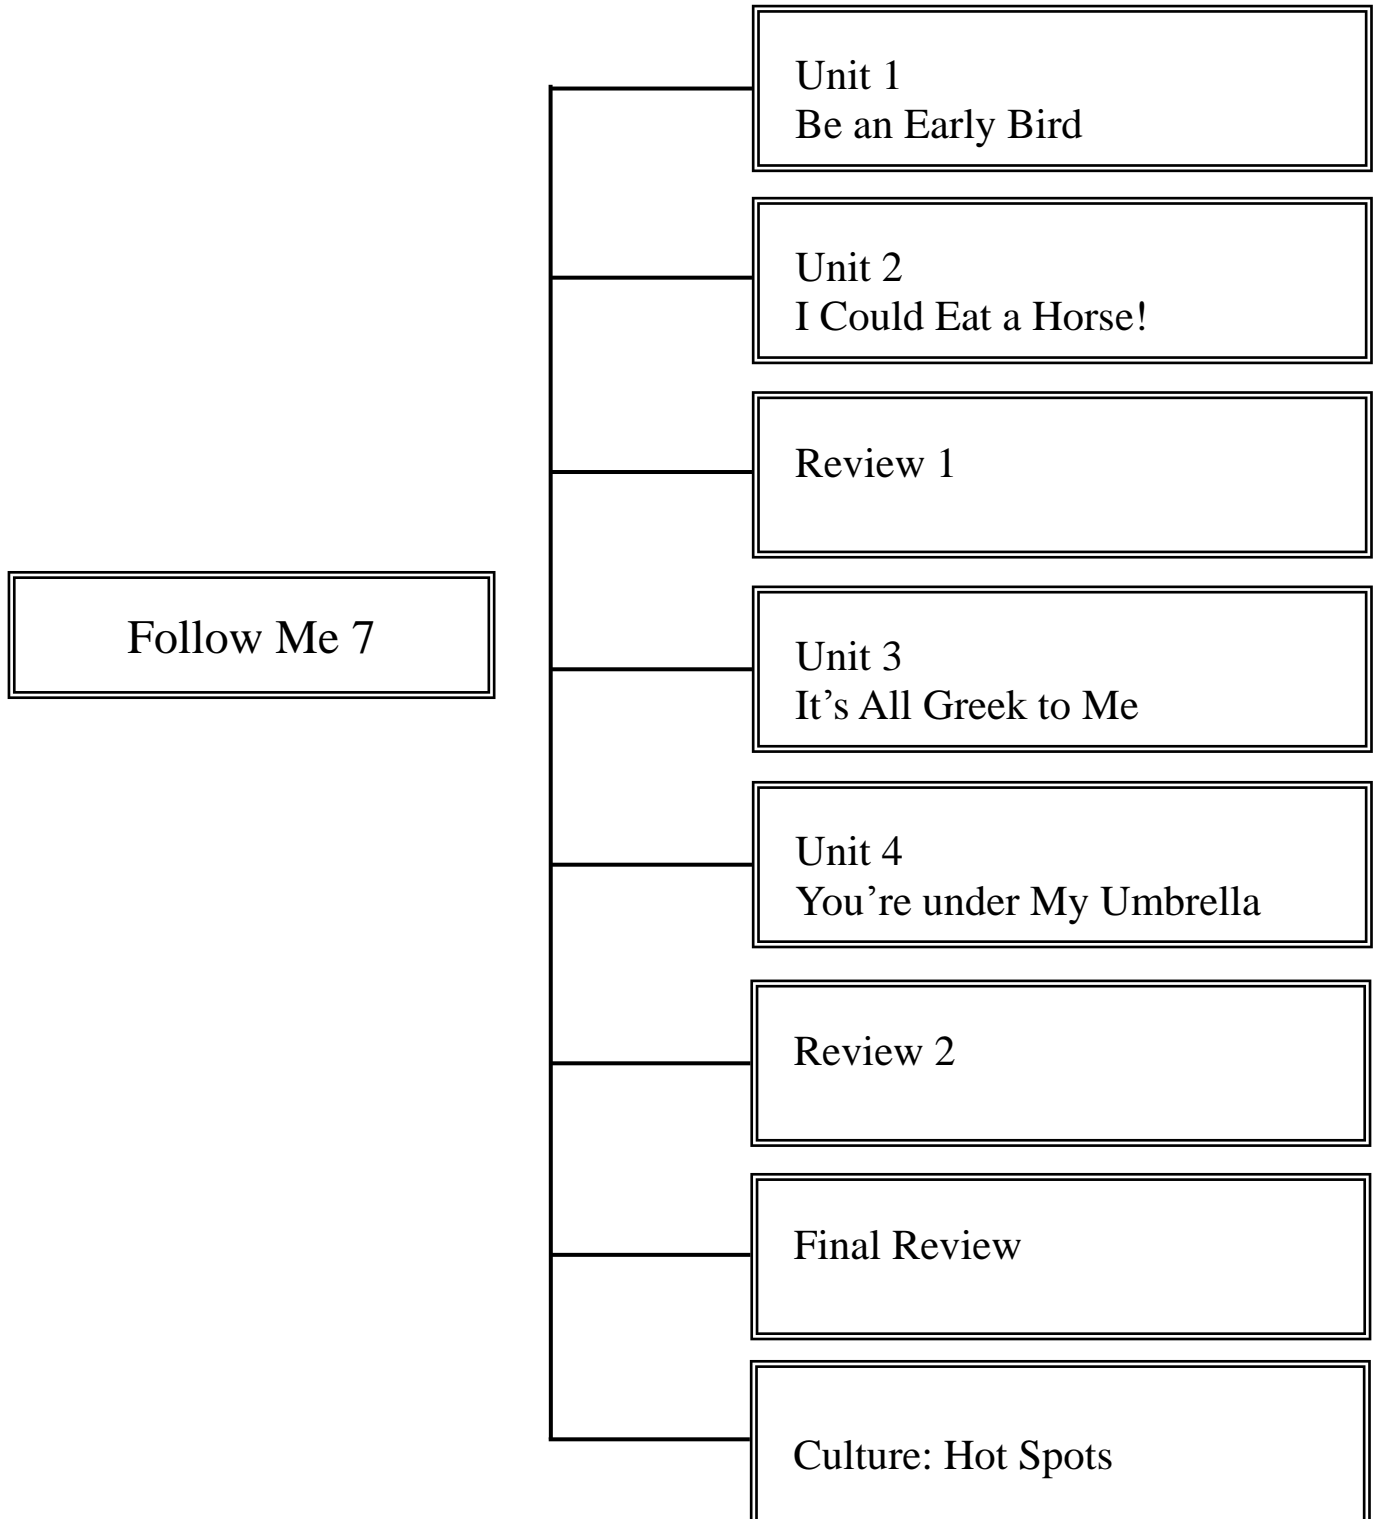 Follow Me 7
Unit 1
Be an Early Bird
Unit 2
I Could Eat a Horse!
Review 1
Unit 3
It’s All Greek to Me
Unit 4
You’re under My Umbrella
Review 2
Final Review
Culture: Hot Spots